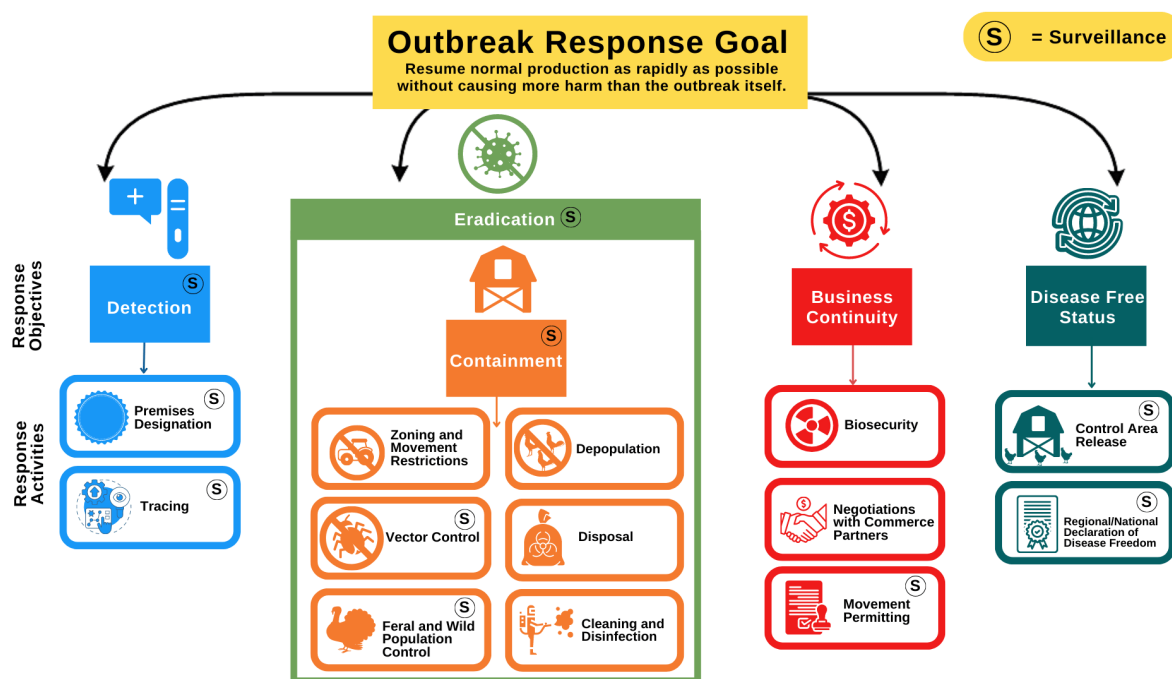 Outbreak Response Goal
Resume normal production as rapidly as possible
without causing more harm than the outbreak itself.
S = Surveillance
Response
Objectives
Detection
S
Eradication S
Containment
S
Business
Continuity
Disease Free
Status
Response
Activities
Premises
Designation
S
Tracing
S
Zoning and
Movement
Restrictions
Depopulation
Vector Control
S
Disposal
Feral and Wild
Population
Control
S
Cleaning and
Disinfection
Biosecurity
$
Negotiations
with Commerce
Partners
$
Movement
Permitting
S
Control Area
Release
S
Regional/National
Declaration of
Disease Freedom
S